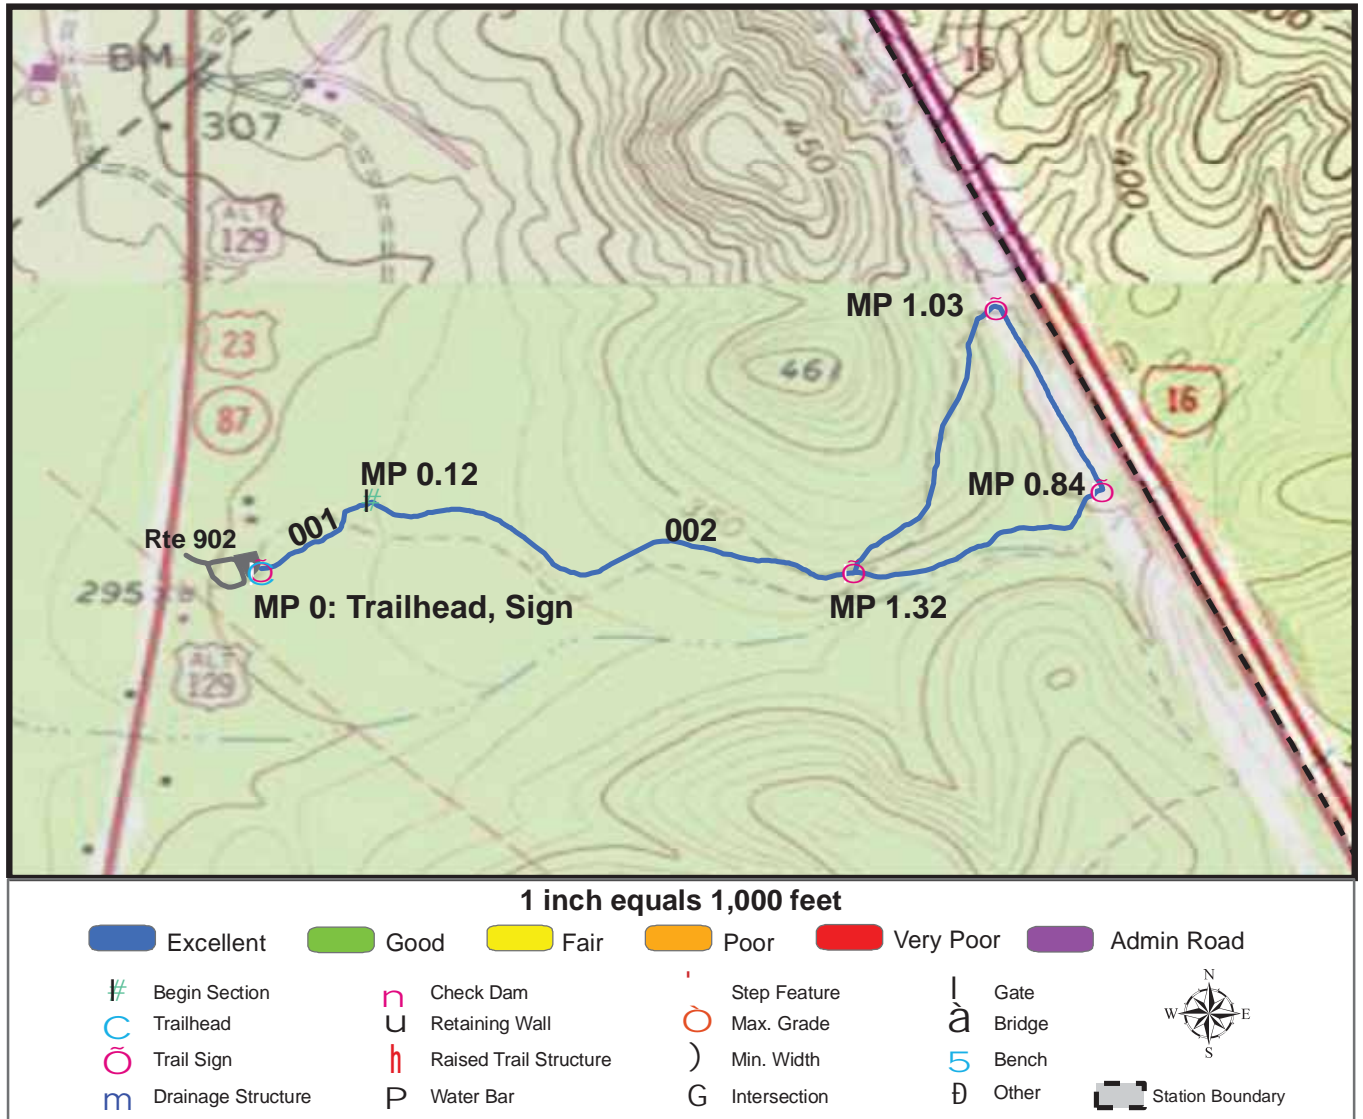 BM
307
ALT
129
450
16
400
MP 1.03
461
23
87
16
MP 0.12
MP 0.84
001
002
Rte 902
295
MP 0: Trailhead, Sign
MP 1.32
ALT
129
1 inch equals 1,000 feet
Excellent
Good
Fair
Poor
Very Poor
Admin Road
Begin Section
Check Dam
Step Feature
Gate
Trailhead
Retaining Wall
Max. Grade
Bridge
Trail Sign
Raised Trail Structure
Min. Width
Bench
Drainage Structure
Water Bar
Intersection
Other
Station Boundary
N
W
E
S